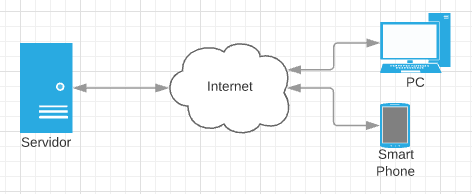 Internet
PC
Servidor
Smart
Phone